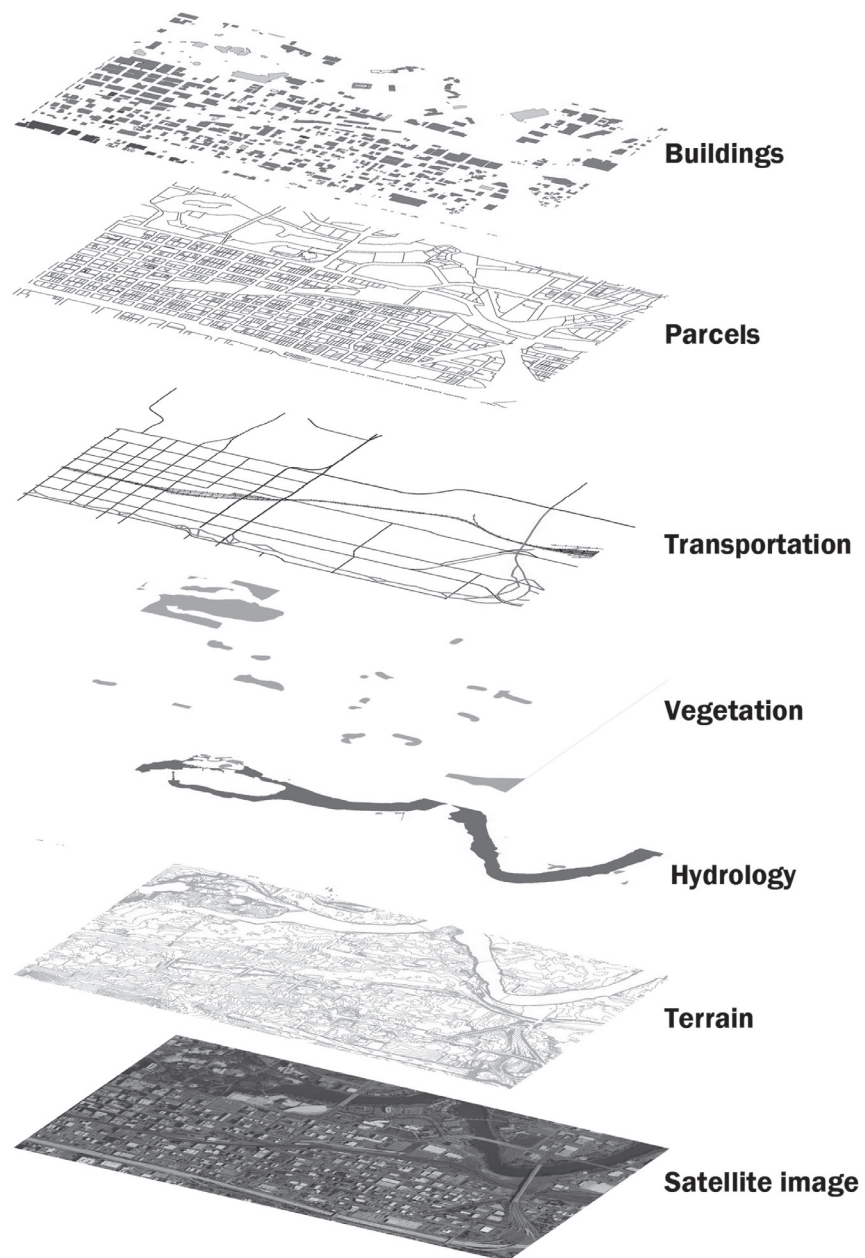 Buildings
Parcels
Transportation
Vegetation
Hydrology
Terrain
Satellite image